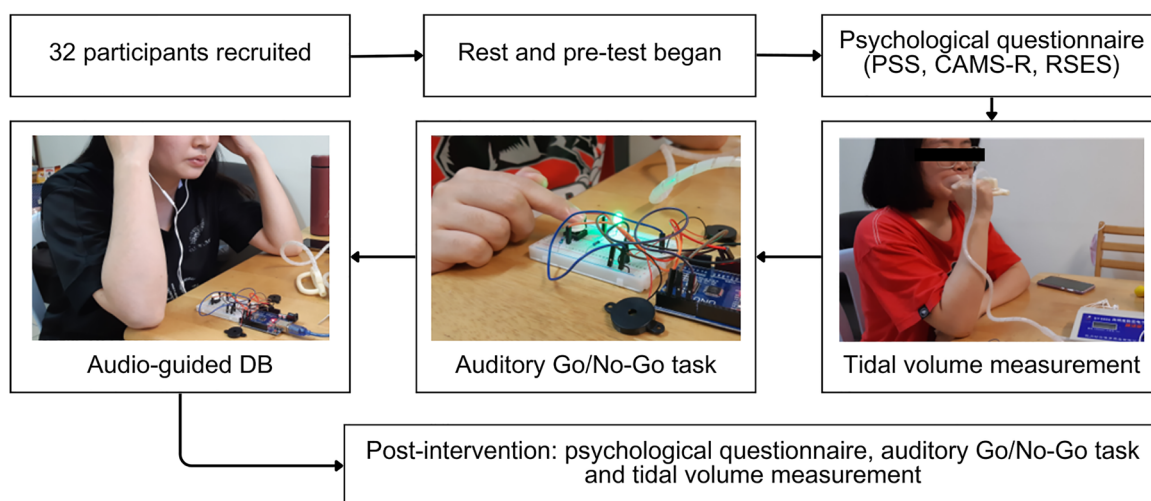 32 participants recruited
Rest and pre-test began
Psychological questionnaire
(PSS, CAMS-R, RSES)
Audio-guided DB
UNO
Auditory Go/No-Go task
Tidal volume measurement
Post-intervention: psychological questionnaire, auditory Go/No-Go task
and tidal volume measurement